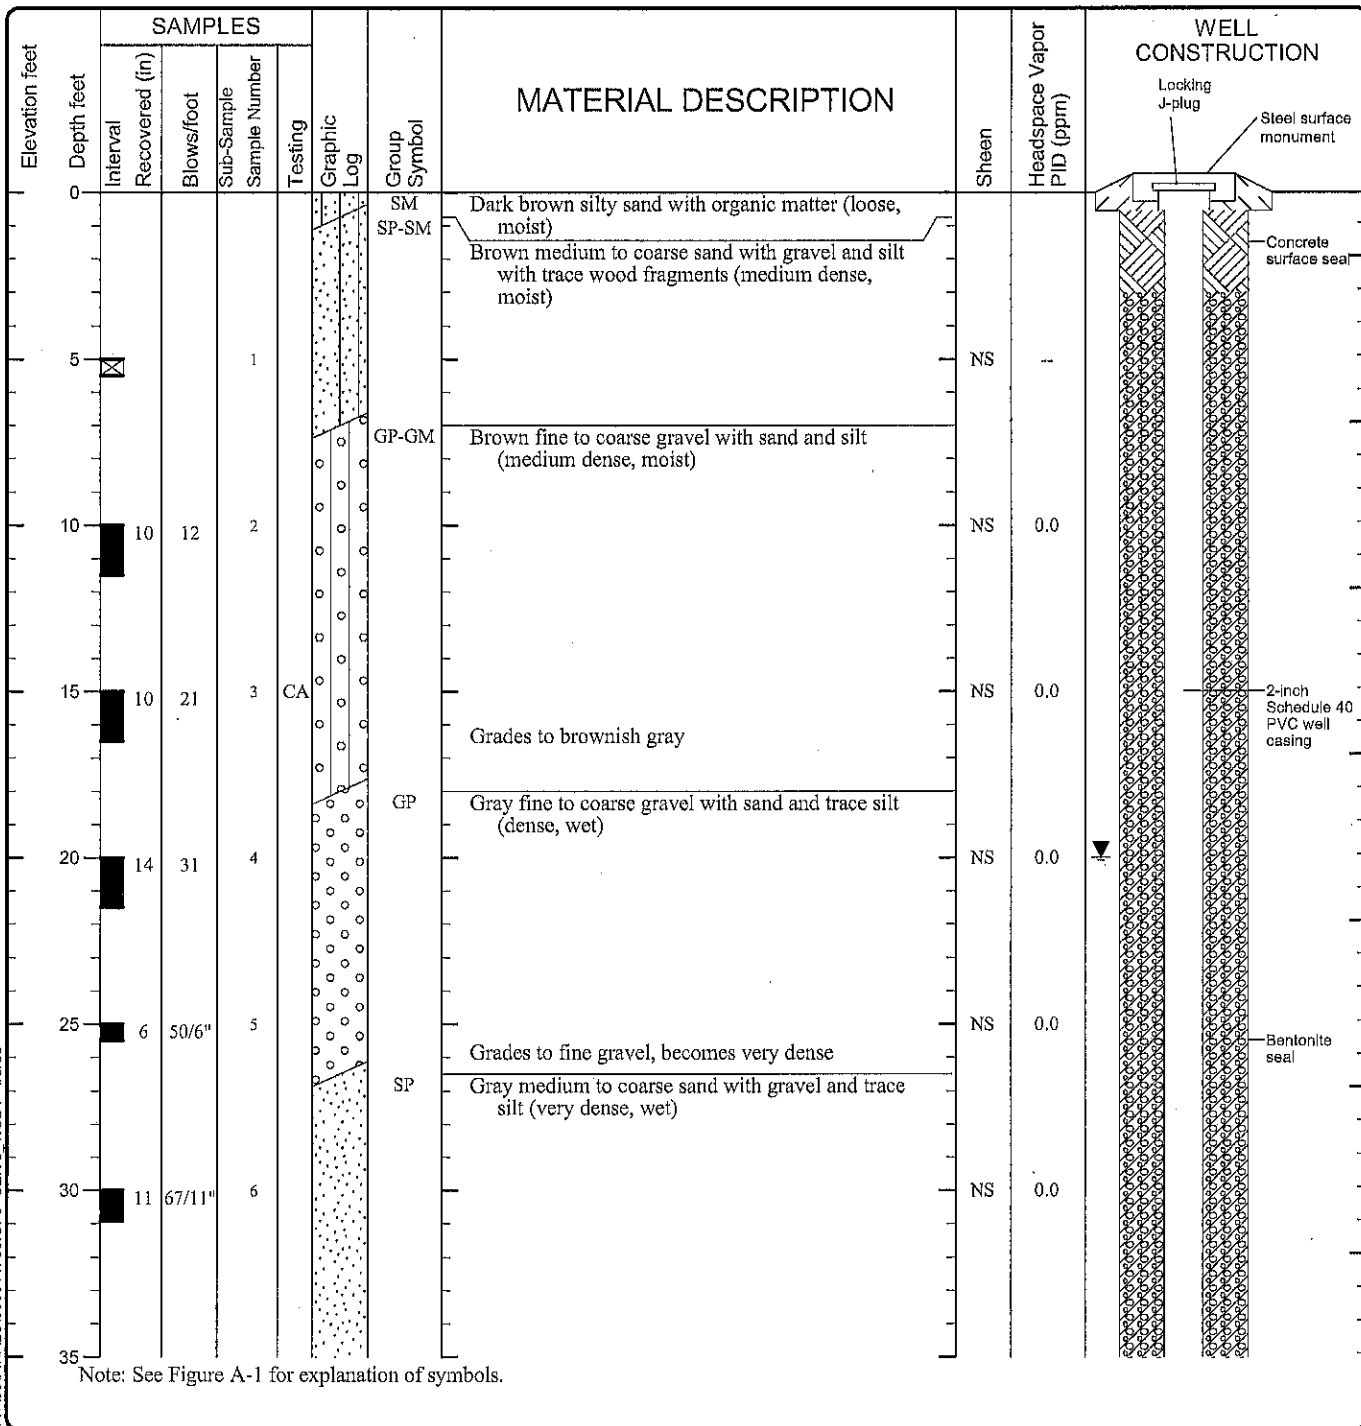 SAMPLES
Elevation feet
Depth feet
Interval
Recovered (in)
Blows/foot
Sub-Sample
Sample Number
Testing
Graphic
Log
Group
Symbol
MATERIAL DESCRIPTION
Sheen
Headspace Vapor
PID (ppm)
WELL
CONSTRUCTION
Locking
J-plug
Steel surface
monument
0
SM
Dark brown silty sand with organic matter (loose,
moist)
SP-SM
Brown medium to coarse sand with gravel and silt
with trace wood fragments (medium dense,
moist)
Concrete
surface seal
5
1
NS
--
GP-GM
Brown fine to coarse gravel with sand and silt
(medium dense, moist)
10
10
12
2
NS
0.0
15
10
21
3
CA
NS
0.0
2-inch
Schedule 40
PVC well
casing
Grades to brownish gray
GP
Gray fine to coarse gravel with sand and trace silt
(dense, wet)
20
14
31
4
NS
0.0
25
6
50/6"
5
NS
0.0
Bentonite
seal
Grades to fine gravel, becomes very dense
SP
Gray medium to coarse sand with gravel and trace
silt (very dense, wet)
30
11
67/11"
6
NS
0.0
35
Note: See Figure A-1 for explanation of symbols.